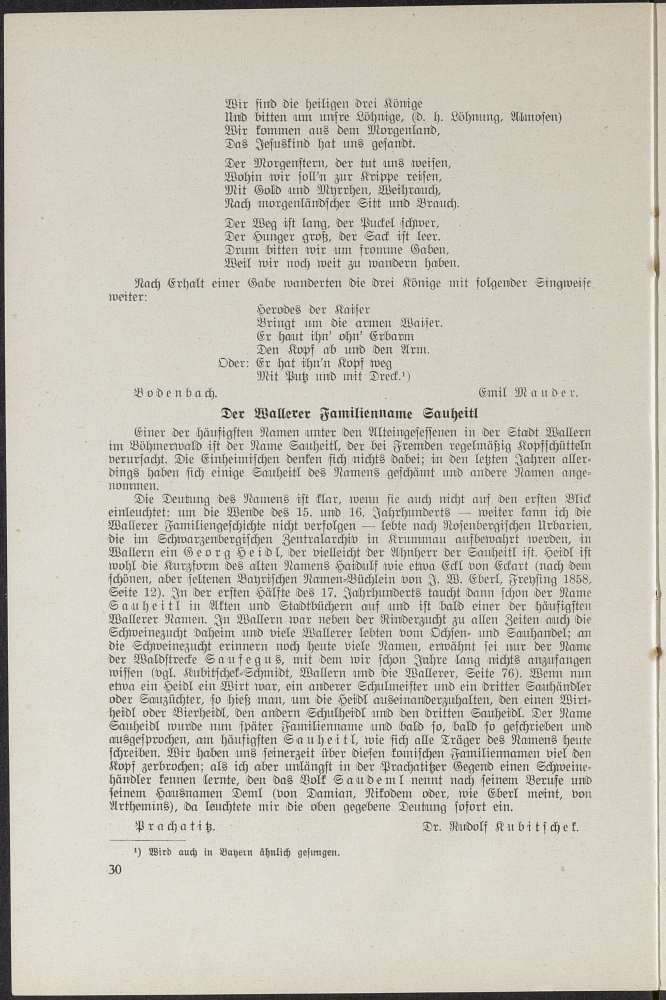 Wir sind die heiligen drei Könige
Und bitten um unsre Löhnige, (d. h. Löhnung, Almosen)
Wir kommen aus dem Morgenland,
Das Jesuskind hat uns gesandt.
Der Morgenstern, der tut uns weisen,
Wohin wir soll'n zur Krippe reisen,
Mit Gold und Myrrhen, Weihrauch,
Nach morgenländscher Sitt und Brauch.
Der Weg ist lang, der Puckel schwer,
Der Hunger groß, der Sack ist leer.
Drum bitten wir um fromme Gaben.
Weil wir noch weit zu wandern haben.
Nach Erhalt einer Gabe wanderten die drei Könige mit folgender Singweise
weiter:
Herodes der Kaiser
Bringt um die armen Waiser.
Er haut ihn' ohn' Erbarm
Den Kopf ab und den Arm.
Oder: Er hat ihn'n Kopf weg
Mit Putz und mit Dreck.¹)
Bodenbach. Emil Mauder.
Der Wallerer Familienname Sauheitl
Einer der häufigsten Namen unter den Alteingesessenen in der Stadt Wallern
im Böhmerwald ist der Name Sauheitl, der bei Fremden regelmäßig Kopfschütteln
verursacht. Die Einheimischen denken sich nichts dabei; in den letzten Jahren aller-
dings haben sich einige Sauheitl des Namens geschämt und andere Namen ange-
nommen.
Die Deutung des Namens ist klar, wenn sie auch nicht auf den ersten Blick
einleuchtet: um die Wende des 15. und 16. Jahrhunderts — weiter kann ich die
Wallerer Familiengeschichte nicht verfolgen — lebte nach Rosenbergischen Urbarien,
die im Schwarzenbergischen Zentralarchiv in Krummau aufbewahrt werden, in
Wallern ein Georg Heidl, der vielleicht der Ahnherr der Sauheitl ist. Heidl ist
wohl die Kurzform des alten Namens Haidulf wie etwa Eckl von Eckart (nach dem
schönen, aber seltenen Bayrischen Namen-Büchlein von J. W. Eberl, Freysing 1858,
Seite 12). In der ersten Hälfte des 17. Jahrhunderts taucht dann schon der Name
Sauheitl in Akten und Stadtbüchern auf und ist bald einer der häufigsten
Wallerer Namen. In Wallern war neben der Rinderzucht zu allen Zeiten auch die
Schweinezucht daheim und viele Wallerer lebten vom Ochsen- und Sauhandel; an
die Schweinezucht erinnern noch heute viele Namen, erwähnt sei nur der Name
der Waldstrecke Saufegus, mit dem wir schon Jahre lang nichts anzufangen
wissen (vgl. Kubitschek-Schmidt, Wallern und die Wallerer, Seite 76). Wenn nun
etwa ein Heidl ein Wirt war, ein anderer Schulmeister und ein dritter Sauhändler
oder Sauzüchter, so hieß man, um die Heidl auseinanderzuhalten, den einen Wirt-
heidl oder Bierheidl, den andern Schulheidl und den dritten Sauheidl. Der Name
Sauheidl wurde nun später Familienname und bald so, bald so geschrieben und
ausgesprochen, am häufigsten Sauheitl, wie sich alle Träger des Namens heute
schreiben. Wir haben uns seinerzeit über diesen komischen Familiennamen viel den
Kopf zerbrochen; als ich aber unlängst in der Prachatitzer Gegend einen Schweine-
händler kennen lernte, den das Volk Saudeml nennt nach seinem Berufe und
seinem Hausnamen Deml (von Damian, Nikodem oder, wie Eberl meint, von
Arthemins), da leuchtete mir die oben gegebene Deutung sofort ein.
Prachatitz. Dr. Rudolf Kubitschek.
¹) Wird auch in Bayern ähnlich gesungen.
30